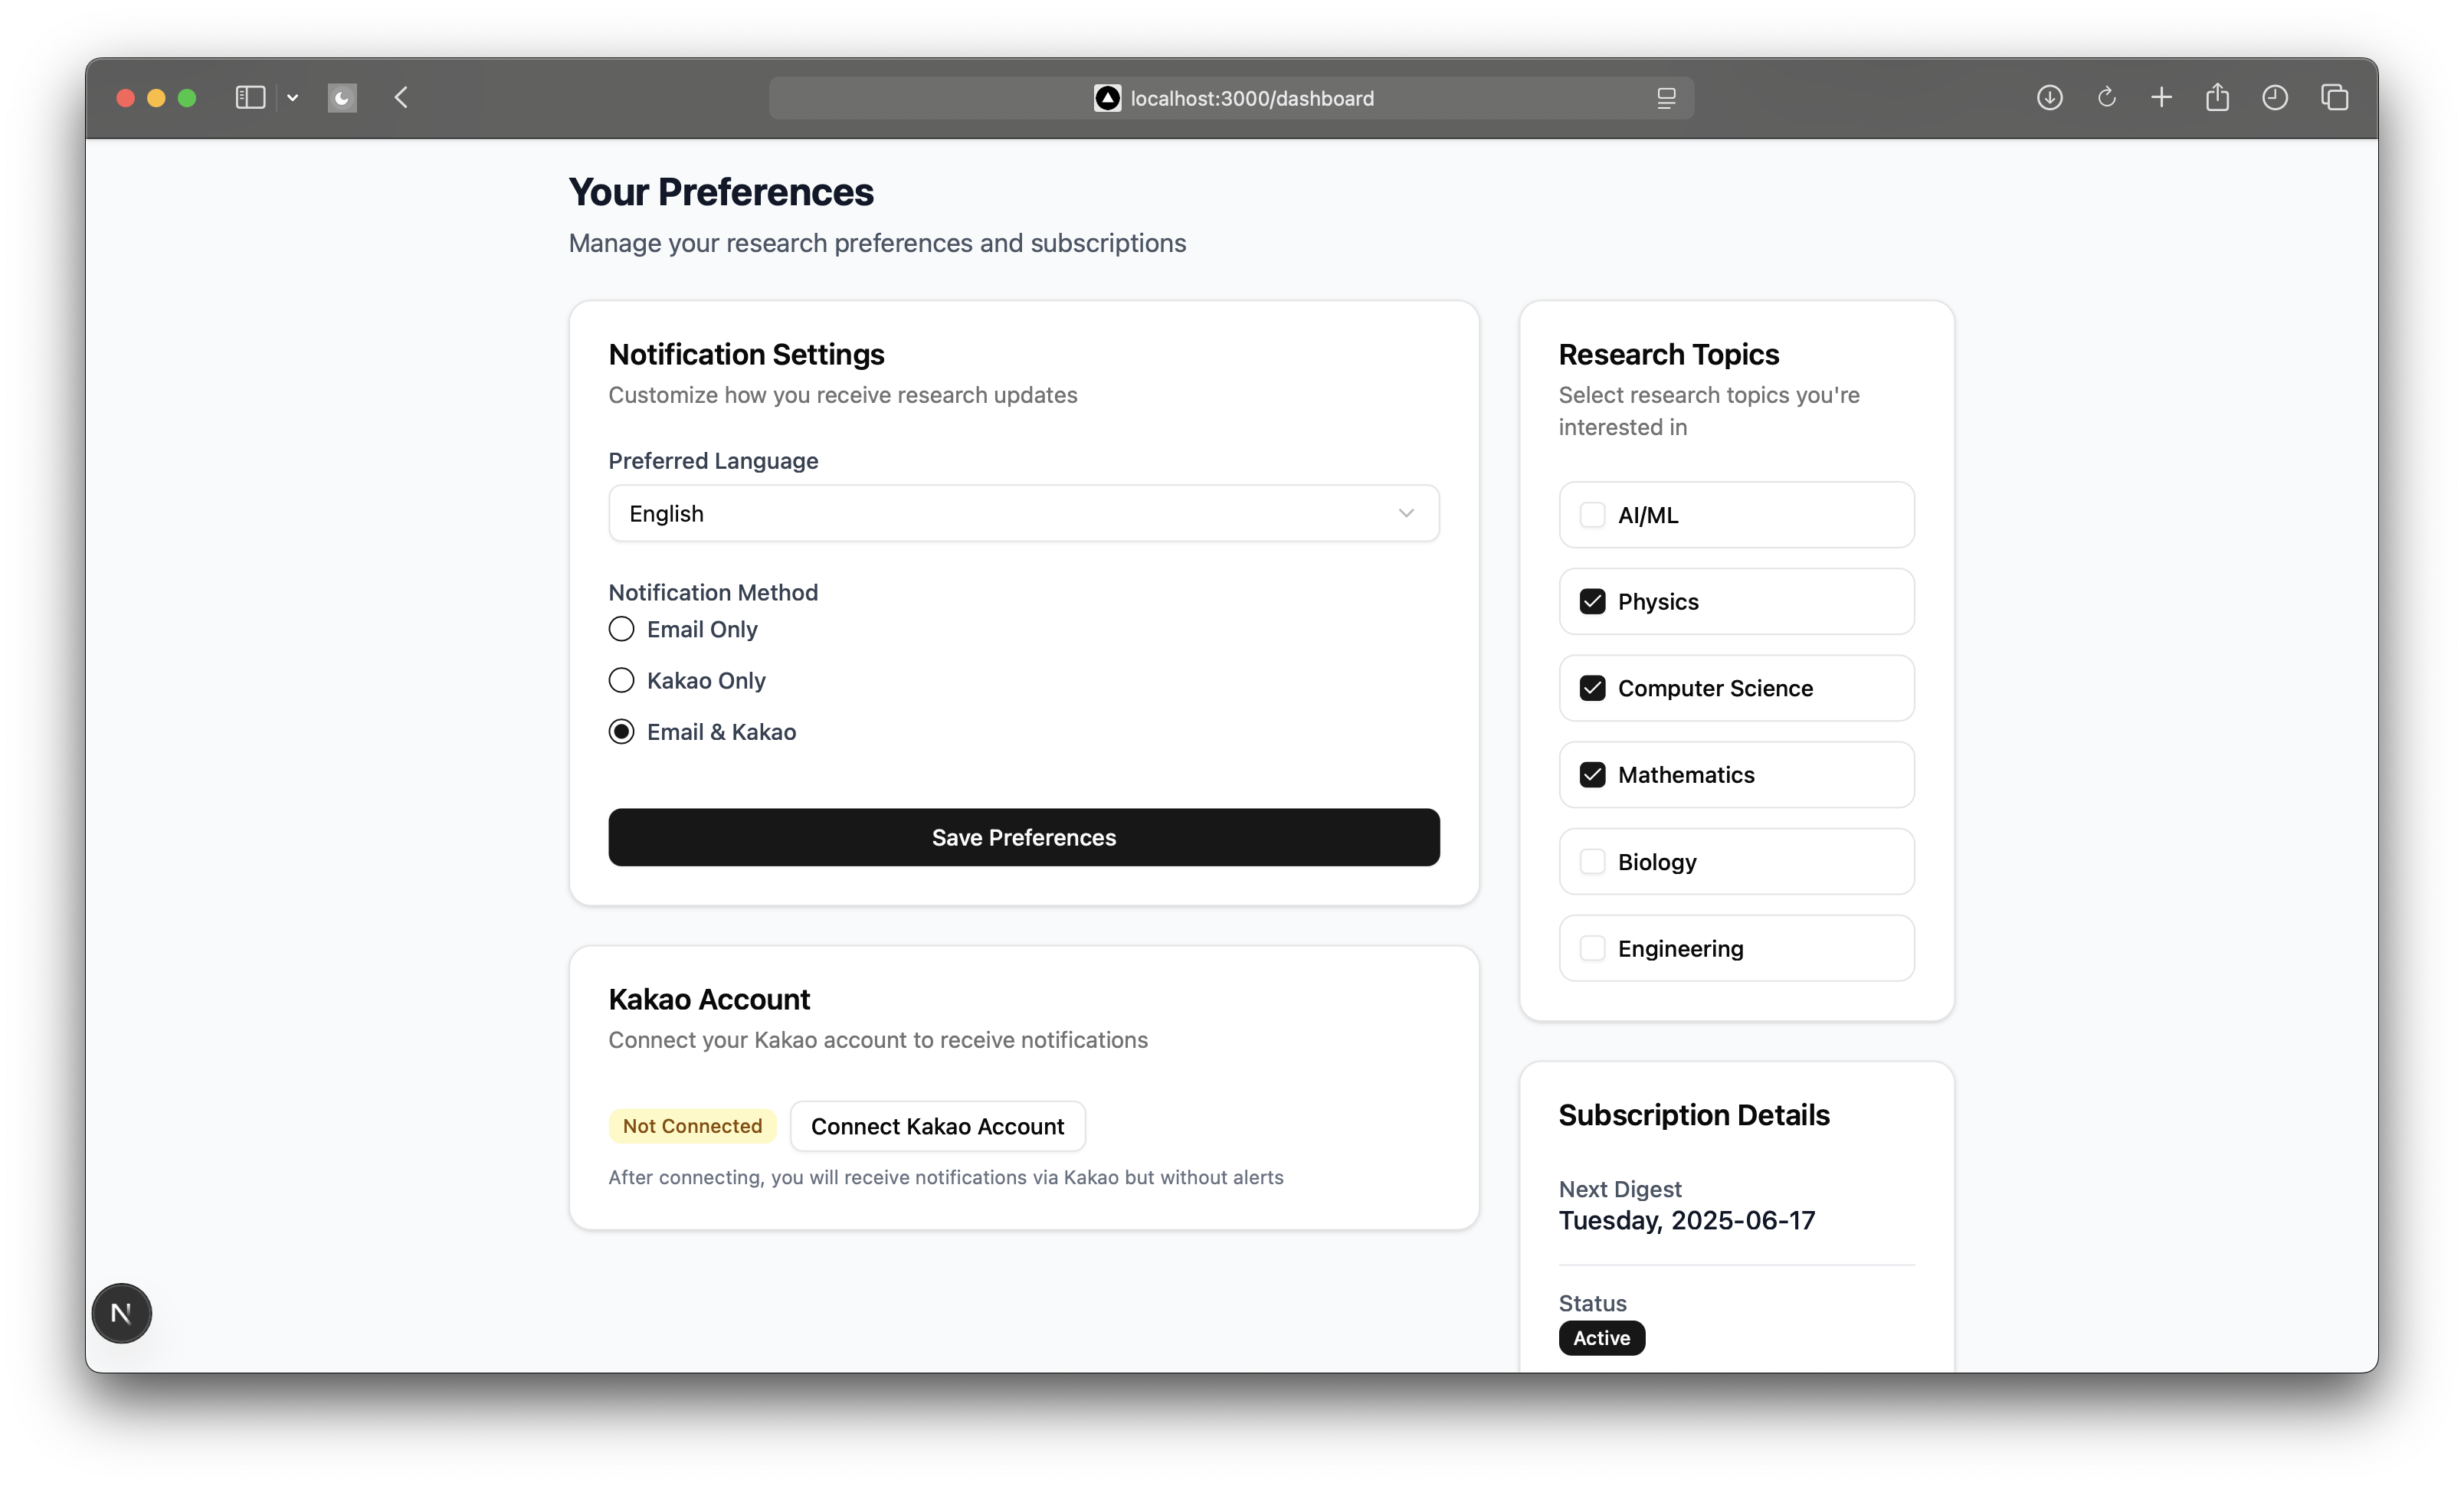 localhost:3000/dashboard
Your Preferences
Manage your research preferences and subscriptions
Notification Settings
Customize how you receive research updates
Preferred Language
English
Notification Method
Email Only
Kakao Only
Email & Kakao
Save Preferences
Kakao Account
Connect your Kakao account to receive notifications
Not Connected
Connect Kakao Account
After connecting, you will receive notifications via Kakao but without alerts
Research Topics
Select research topics you're
interested in
AI/ML
Physics
Computer Science
Mathematics
Biology
Engineering
Subscription Details
Next Digest
Tuesday, 2025-06-17
Status
Active
N